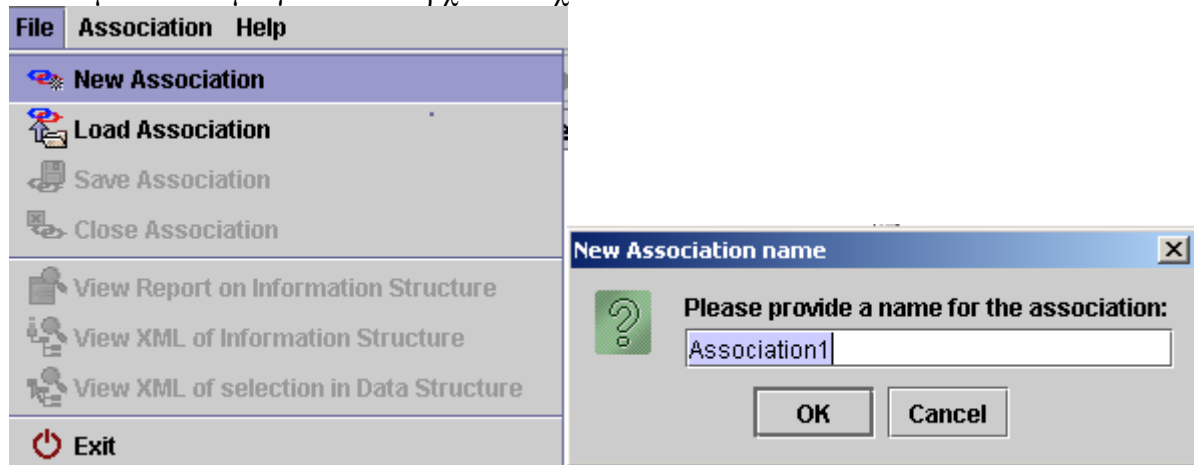 File Association Help
New Association
Load Association
Save Association
Close Association
View Report on Information Structure
View XML of Information Structure
View XML of selection in Data Structure
Exit
New Association name
Please provide a name for the association:
Association1
OK Cancel